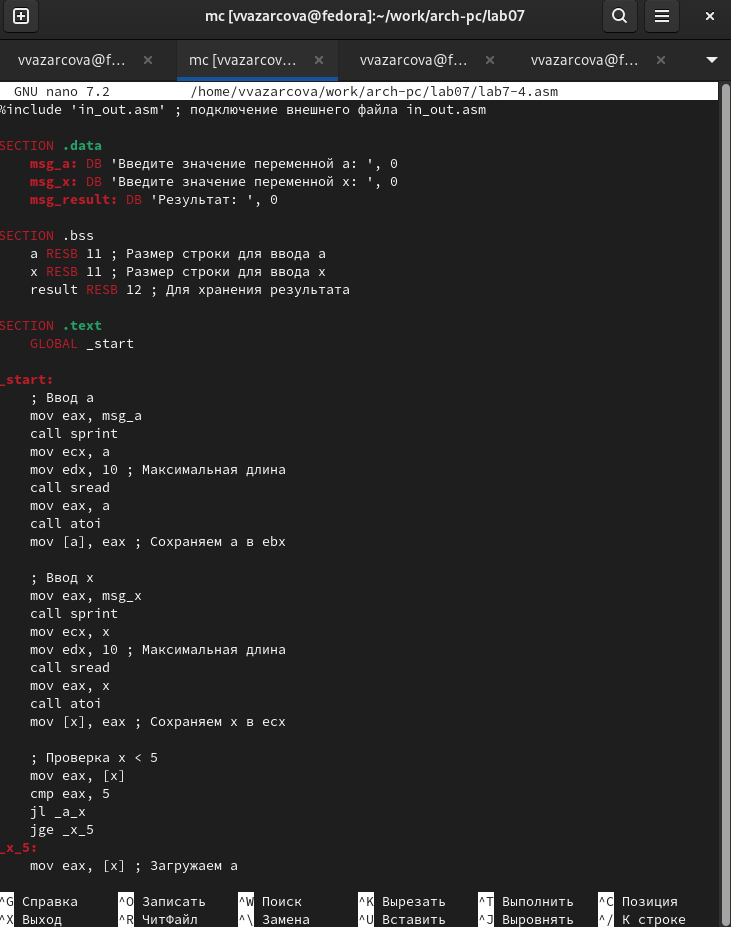 mc [vvazarcova@fedora]:~/work/arch-pc/lab07
vvazarcova@f... × mc [vvazarcov... × vvazarcova@f... × vvazarcova@f... ×
GNU nano 7.2 /home/vvazarcova/work/arch-pc/lab07/lab7-4.asm
%include 'in_out.asm' ; подключение внешнего файла in_out.asm
SECTION .data
msg_a: DB 'Введите значение переменной a: ', 0
msg_x: DB 'Введите значение переменной x: ', 0
msg_result: DB 'Результат: ', 0
SECTION .bss
a RESB 11 ; Размер строки для ввода a
x RESB 11 ; Размер строки для ввода x
result RESB 12 ; Для хранения результата
SECTION .text
GLOBAL _start
_start:
; Ввод a
mov eax, msg_a
call sprint
mov ecx, a
mov edx, 10 ; Максимальная длина
call sread
mov eax, a
call atoi
mov [a], eax ; Сохраняем a в ebx
; Ввод x
mov eax, msg_x
call sprint
mov ecx, x
mov edx, 10 ; Максимальная длина
call sread
mov eax, x
call atoi
mov [x], eax ; Сохраняем x в ecx
; Проверка x < 5
mov eax, [x]
cmp eax, 5
jl _a_x
jge _x_5
_x_5:
mov eax, [x] ; Загружаем a
^G Справка ^O Записать ^W Поиск ^K Вырезать ^T Выполнить ^C Позиция
^X Выход ^R ЧитФайл ^\ Замена ^U Вставить ^J Выровнять ^/ К строке